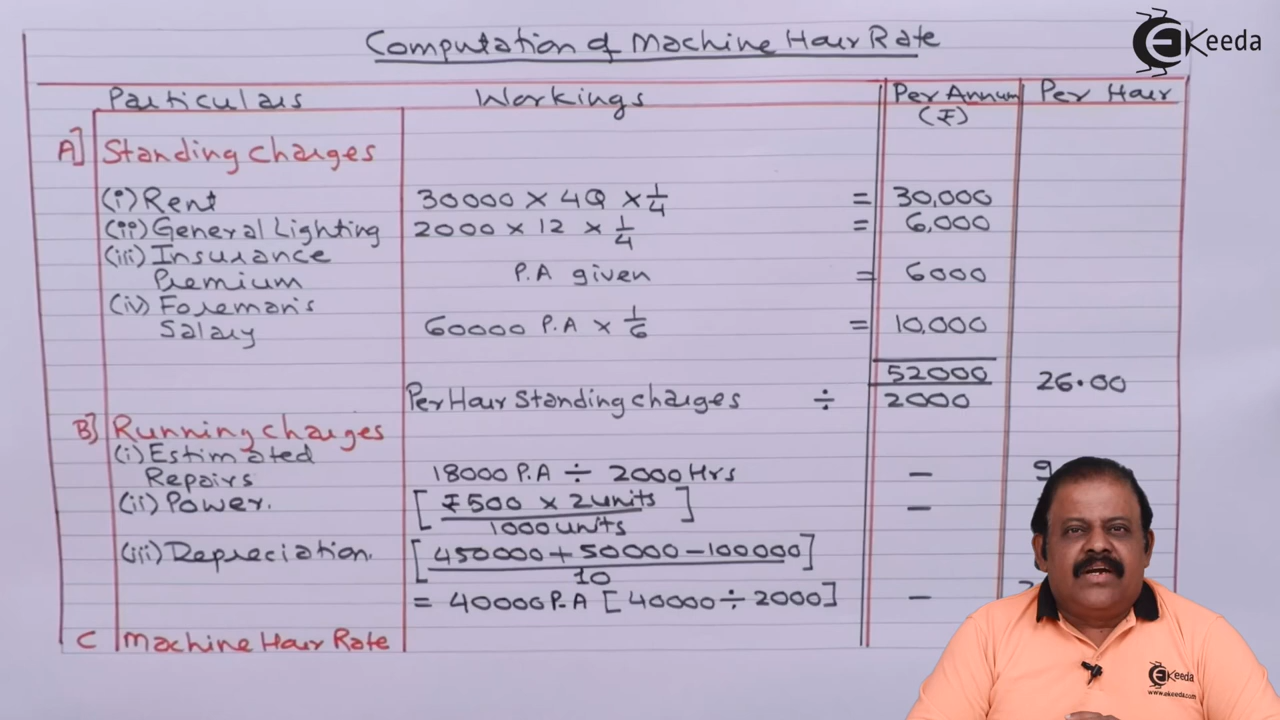 Computation of Machine Hour Rate
EKeeda
Particulars Workings Per Annum Per Hour
(₹)
A] Standing Charges
(i) Rent 30000 × 4Q × 1/4 = 30,000
(ii) General Lighting 2000 × 12 × 1/4 = 6,000
(iii) Insurance
Premium P.A given = 6000
(iv) Foreman's
Salary 60000 P.A × 1/6 = 10,000
52000 26.00
Per Hour Standing charges ÷ 2000
B] Running charges
(i) Estimated
Repairs 18000 P.A ÷ 2000 Hrs – 9
(ii) Power. [₹500 × 2 units / 1000 units] –
(iii) Depreciation. [450000 + 50000 – 100000 / 10]
= 40000 P.A [40000 ÷ 2000] –
C Machine Hour Rate
EKeeda
www.ekeeda.com